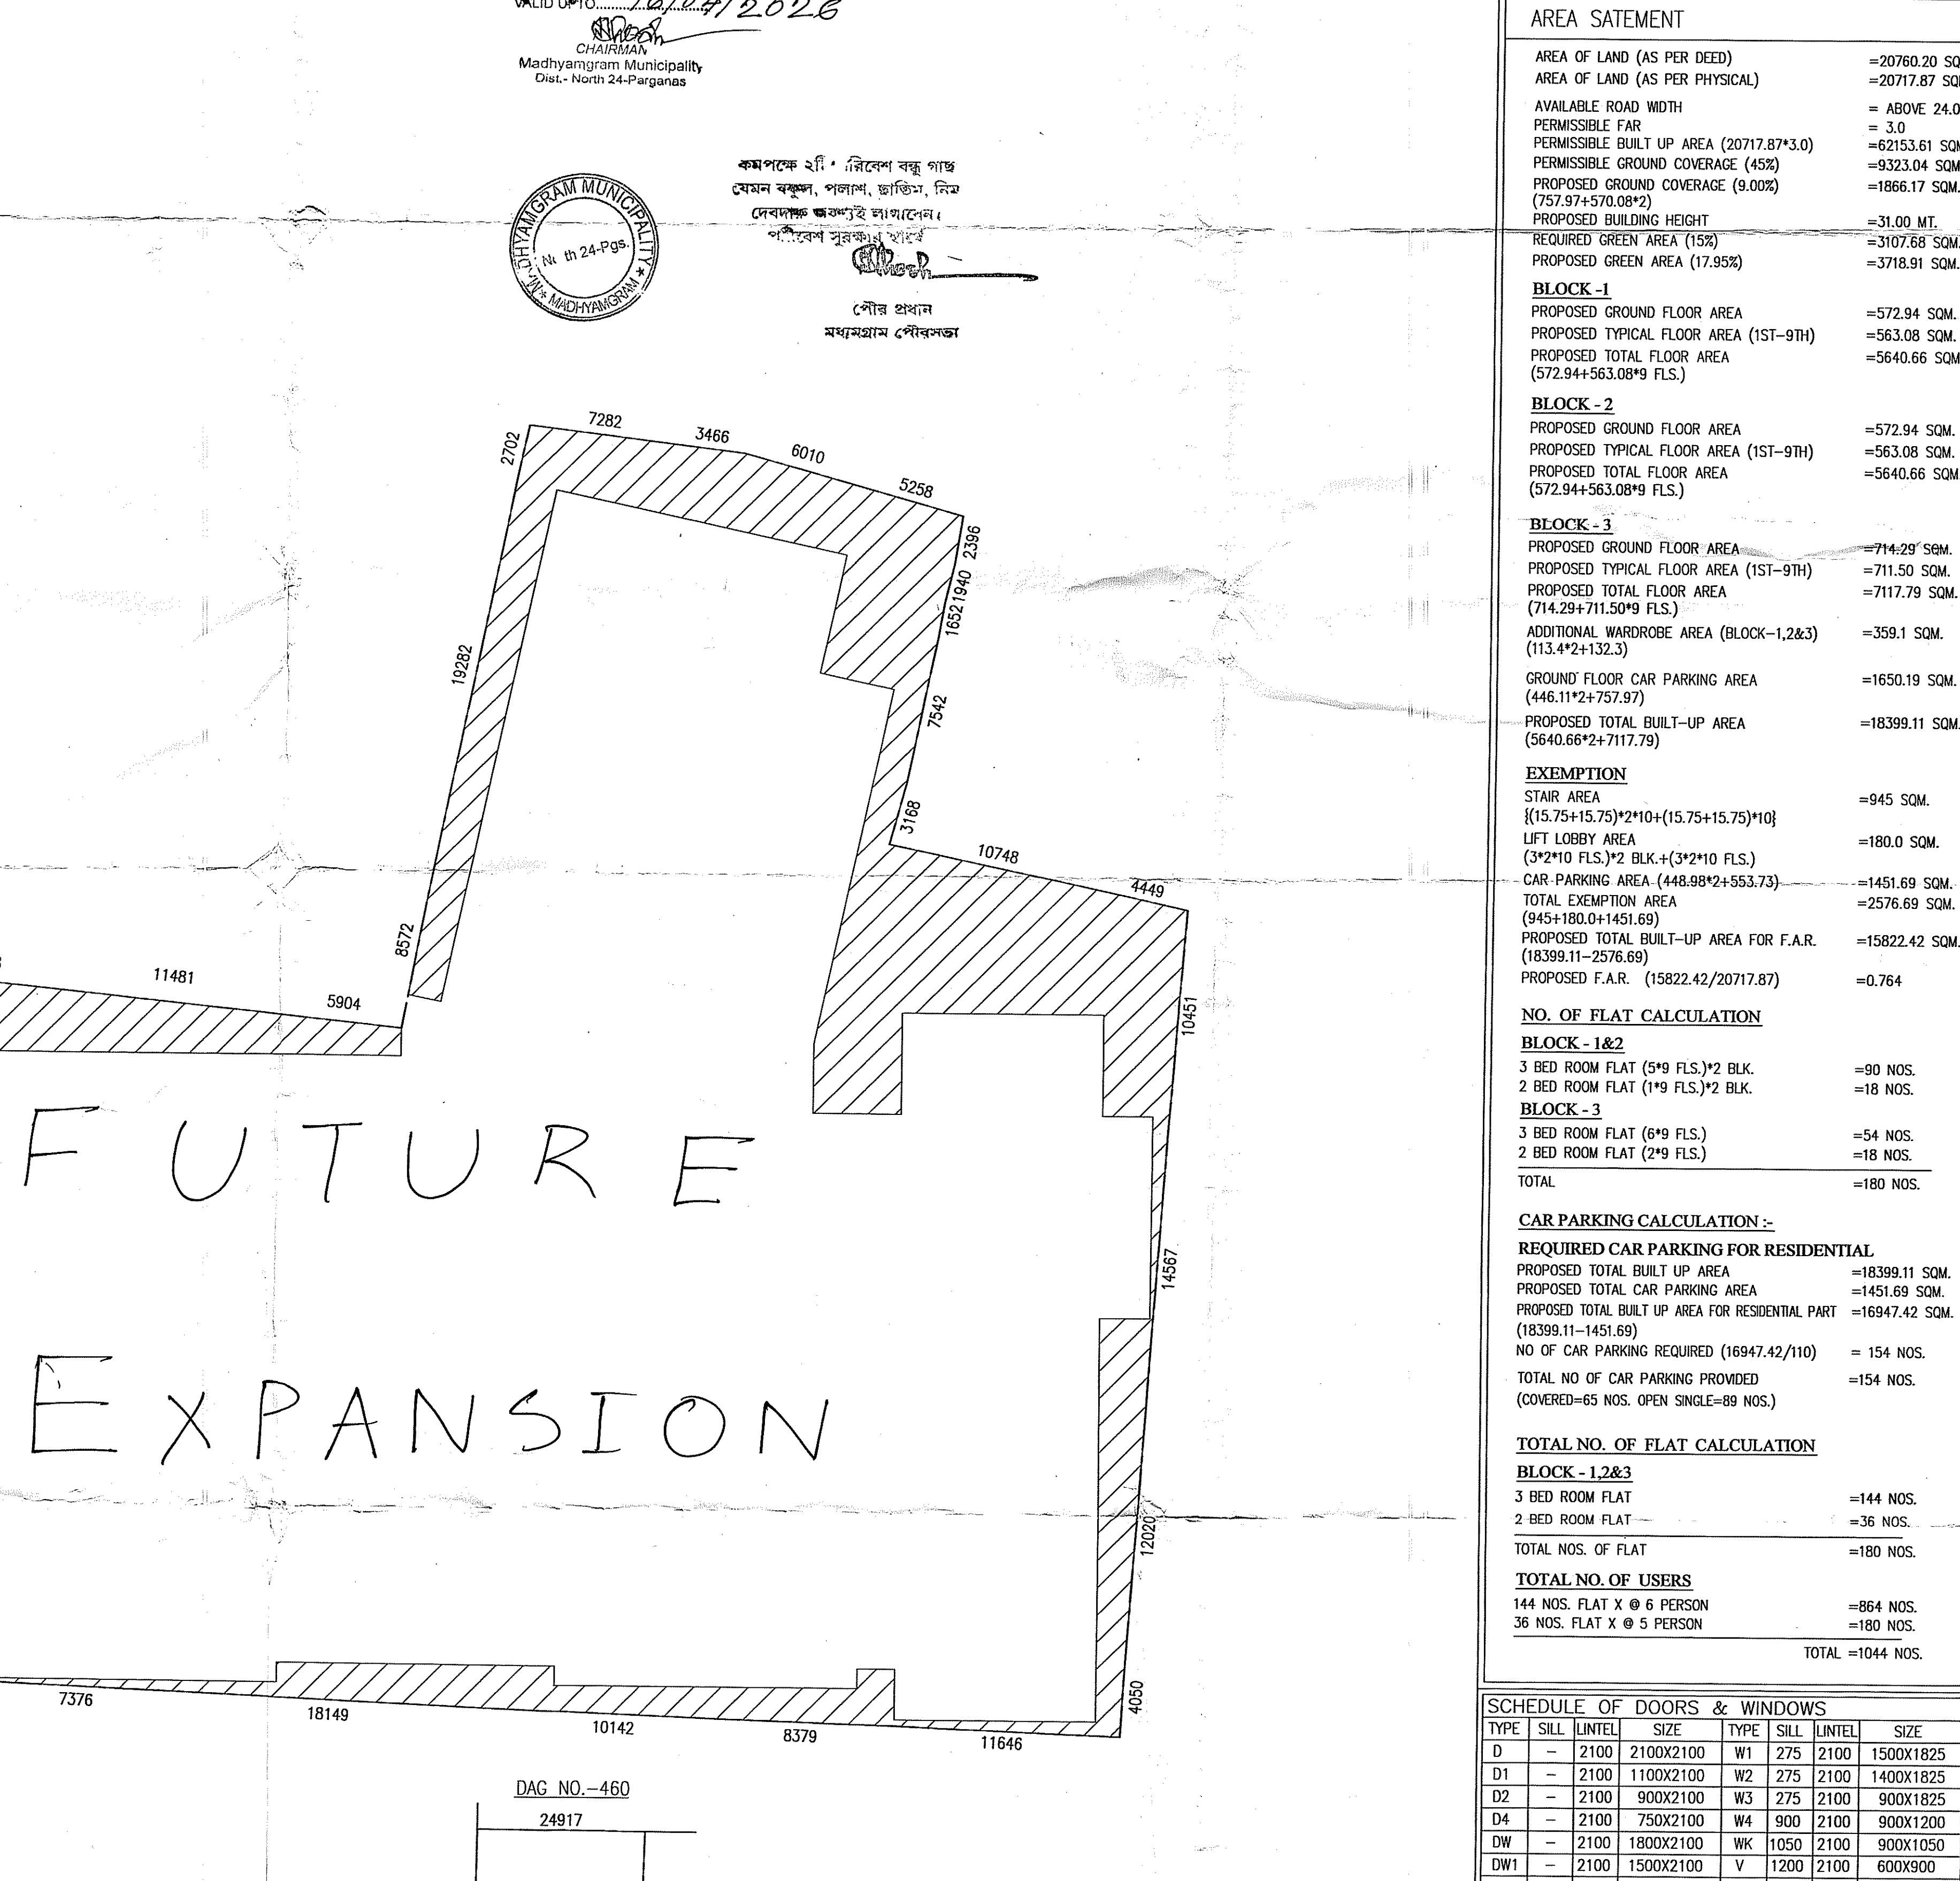 VALID UPTO.......16/04/2026
CHAIRMAN
Madhyamgram Municipality
Dist.- North 24-Parganas
MADHYAMGRAM MUNICIPALITY
th 24-Pgs.
* MADHYAMGRAM *
কমপক্ষে ২টি রিবেশ বন্ধু গাছ
যেমন বকুল, পলাশ, ছাতিম, নিম
দেবদারু অবশ্যই লাগাবেন।
পরিবেশ সুরক্ষার স্বার্থে
পৌর প্রধান
মধ্যমগ্রাম পৌরসভা
7282
3466
6010
5258
2702
2396
1940
1652
19282
7542
3168
10748
4449
8572
11481
5904
10451
FUTURE
14567
EXPANSION
12020
4050
7376
18149
10142
8379
11646
DAG NO.-460
24917
AREA SATEMENT
AREA OF LAND (AS PER DEED) =20760.20 SQ
AREA OF LAND (AS PER PHYSICAL) =20717.87 SQ
AVAILABLE ROAD WIDTH = ABOVE 24.0
PERMISSIBLE FAR = 3.0
PERMISSIBLE BUILT UP AREA (20717.87*3.0) =62153.61 SQM
PERMISSIBLE GROUND COVERAGE (45%) =9323.04 SQM
PROPOSED GROUND COVERAGE (9.00%) =1866.17 SQM.
(757.97+570.08*2)
PROPOSED BUILDING HEIGHT =31.00 MT.
REQUIRED GREEN AREA (15%) =3107.68 SQM.
PROPOSED GREEN AREA (17.95%) =3718.91 SQM.
BLOCK -1
PROPOSED GROUND FLOOR AREA =572.94 SQM.
PROPOSED TYPICAL FLOOR AREA (1ST-9TH) =563.08 SQM.
PROPOSED TOTAL FLOOR AREA =5640.66 SQM
(572.94+563.08*9 FLS.)
BLOCK - 2
PROPOSED GROUND FLOOR AREA =572.94 SQM.
PROPOSED TYPICAL FLOOR AREA (1ST-9TH) =563.08 SQM.
PROPOSED TOTAL FLOOR AREA =5640.66 SQM
(572.94+563.08*9 FLS.)
BLOCK - 3
PROPOSED GROUND FLOOR AREA =714.29 SQM.
PROPOSED TYPICAL FLOOR AREA (1ST-9TH) =711.50 SQM.
PROPOSED TOTAL FLOOR AREA =7117.79 SQM.
(714.29+711.50*9 FLS.)
ADDITIONAL WARDROBE AREA (BLOCK-1,2&3) =359.1 SQM.
(113.4*2+132.3)
GROUND FLOOR CAR PARKING AREA =1650.19 SQM.
(446.11*2+757.97)
PROPOSED TOTAL BUILT-UP AREA =18399.11 SQM.
(5640.66*2+7117.79)
EXEMPTION
STAIR AREA =945 SQM.
{(15.75+15.75)*2*10+(15.75+15.75)*10}
LIFT LOBBY AREA =180.0 SQM.
(3*2*10 FLS.)*2 BLK.+(3*2*10 FLS.)
CAR PARKING AREA (448.98*2+553.73) =1451.69 SQM.
TOTAL EXEMPTION AREA =2576.69 SQM.
(945+180.0+1451.69)
PROPOSED TOTAL BUILT-UP AREA FOR F.A.R. =15822.42 SQM.
(18399.11-2576.69)
PROPOSED F.A.R. (15822.42/20717.87) =0.764
NO. OF FLAT CALCULATION
BLOCK - 1&2
3 BED ROOM FLAT (5*9 FLS.)*2 BLK. =90 NOS.
2 BED ROOM FLAT (1*9 FLS.)*2 BLK. =18 NOS.
BLOCK - 3
3 BED ROOM FLAT (6*9 FLS.) =54 NOS.
2 BED ROOM FLAT (2*9 FLS.) =18 NOS.
TOTAL =180 NOS.
CAR PARKING CALCULATION :-
REQUIRED CAR PARKING FOR RESIDENTIAL
PROPOSED TOTAL BUILT UP AREA =18399.11 SQM.
PROPOSED TOTAL CAR PARKING AREA =1451.69 SQM.
PROPOSED TOTAL BUILT UP AREA FOR RESIDENTIAL PART =16947.42 SQM.
(18399.11-1451.69)
NO OF CAR PARKING REQUIRED (16947.42/110) = 154 NOS.
TOTAL NO OF CAR PARKING PROVIDED =154 NOS.
(COVERED=65 NOS. OPEN SINGLE=89 NOS.)
TOTAL NO. OF FLAT CALCULATION
BLOCK - 1,2&3
3 BED ROOM FLAT =144 NOS.
2 BED ROOM FLAT =36 NOS.
TOTAL NOS. OF FLAT =180 NOS.
TOTAL NO. OF USERS
144 NOS. FLAT X @ 6 PERSON =864 NOS.
36 NOS. FLAT X @ 5 PERSON =180 NOS.
TOTAL =1044 NOS.
SCHEDULE OF DOORS & WINDOWS
TYPE SILL LINTEL SIZE TYPE SILL LINTEL SIZE
D - 2100 2100X2100 W1 275 2100 1500X1825
D1 - 2100 1100X2100 W2 275 2100 1400X1825
D2 - 2100 900X2100 W3 275 2100 900X1825
D4 - 2100 750X2100 W4 900 2100 900X1200
DW - 2100 1800X2100 WK 1050 2100 900X1050
DW1 - 2100 1500X2100 V 1200 2100 600X900